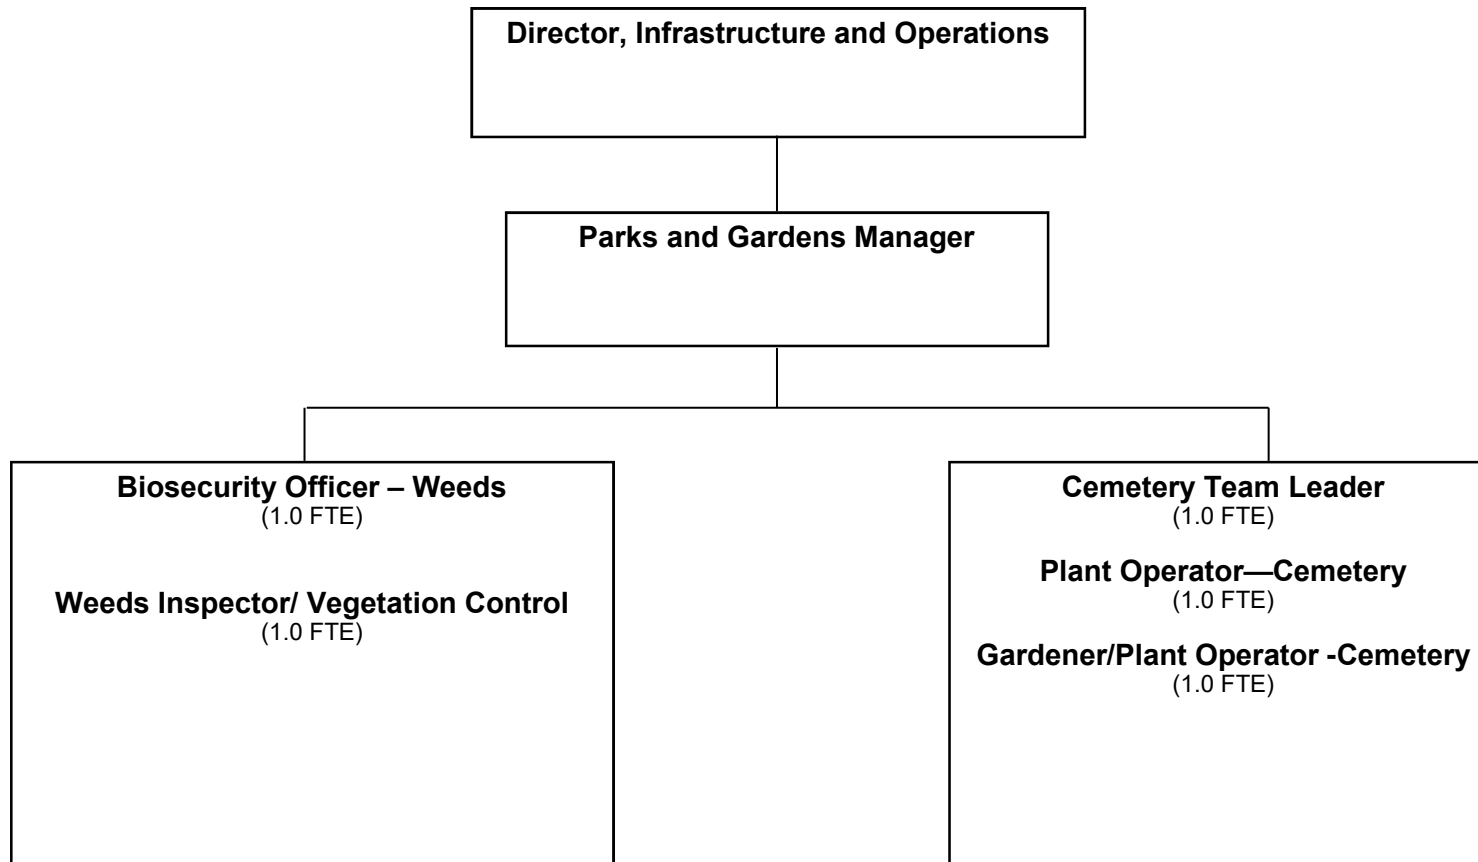 Director, Infrastructure and Operations
Parks and Gardens Manager
Biosecurity Officer – Weeds
(1.0 FTE)
Weeds Inspector/ Vegetation Control
(1.0 FTE)
Cemetery Team Leader
(1.0 FTE)
Plant Operator—Cemetery
(1.0 FTE)
Gardener/Plant Operator -Cemetery
(1.0 FTE)